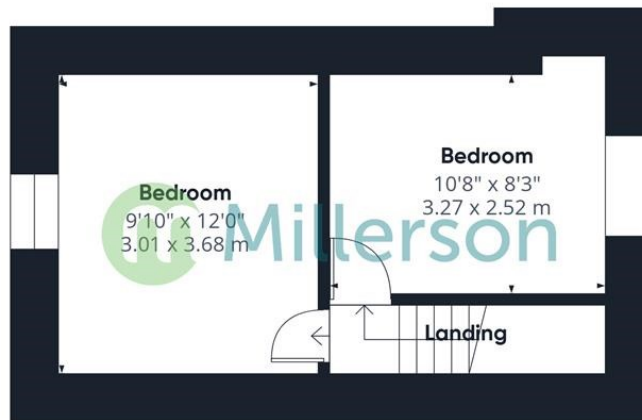 Bedroom
9'10" x 12'0"
3.01 x 3.68 m
Bedroom
10'8" x 8'3"
3.27 x 2.52 m
m Millerson
Landing